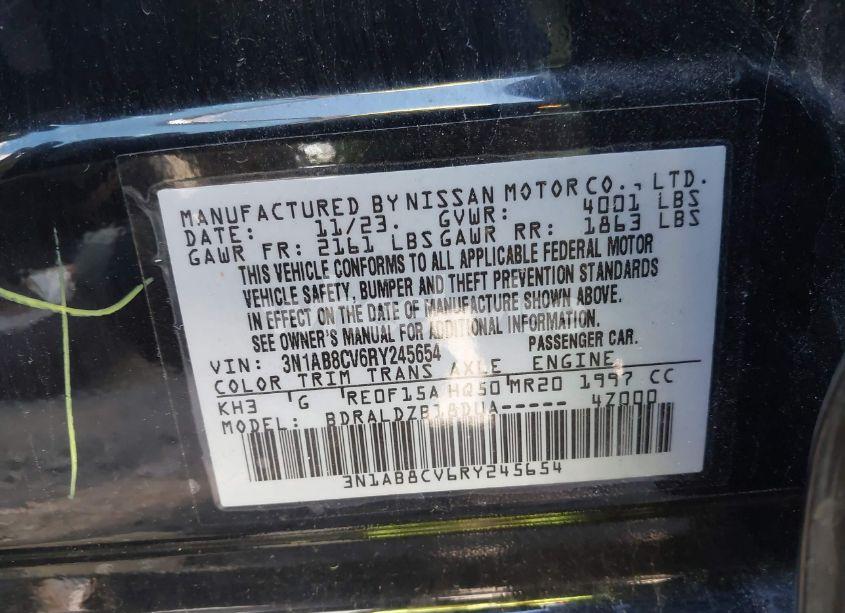 MANUFACTURED BY NISSAN MOTOR CO., LTD.
DATE: 11/23. GVWR: 4001 LBS
GAWR FR: 2161 LBS GAWR RR: 1863 LBS
THIS VEHICLE CONFORMS TO ALL APPLICABLE FEDERAL MOTOR
VEHICLE SAFETY, BUMPER AND THEFT PREVENTION STANDARDS
IN EFFECT ON THE DATE OF MANUFACTURE SHOWN ABOVE.
SEE OWNER'S MANUAL FOR ADDITIONAL INFORMATION.
VIN: 3N1AB8CV6RY245654 PASSENGER CAR.
COLOR TRIM TRANS AXLE ENGINE
KH3 G RE0F15A HQ50 MR20 1997 CC
MODEL: BDRALDZB18DUA----- 4Z000
3N1AB8CV6RY245654